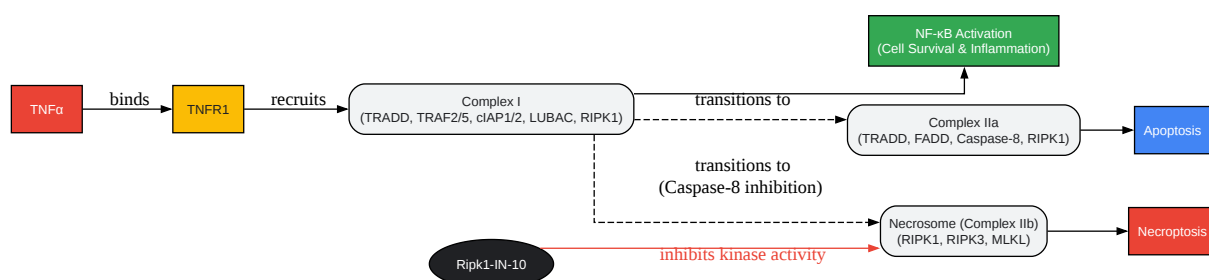 NF-κB Activation
(Cell Survival & Inflammation)
TNFα
binds
TNFR1
recruits
Complex I
(TRADD, TRAF2/5, cIAP1/2, LUBAC, RIPK1)
transitions to
Complex IIa
(TRADD, FADD, Caspase-8, RIPK1)
Apoptosis
transitions to
(Caspase-8 inhibition)
Necrosome (Complex IIb)
(RIPK1, RIPK3, MLKL)
Necroptosis
Ripk1-IN-10
inhibits kinase activity